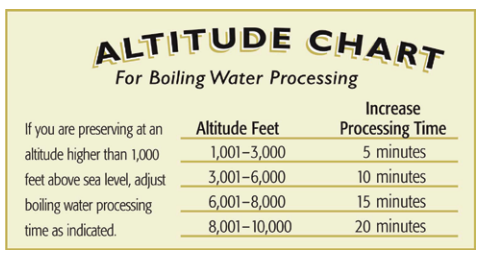 ALTITUDE CHART
For Boiling Water Processing
If you are preserving at an
altitude higher than 1,000
feet above sea level, adjust
boiling water processing
time as indicated.
Altitude Feet Increase Processing Time
1,001–3,000 5 minutes
3,001–6,000 10 minutes
6,001–8,000 15 minutes
8,001–10,000 20 minutes